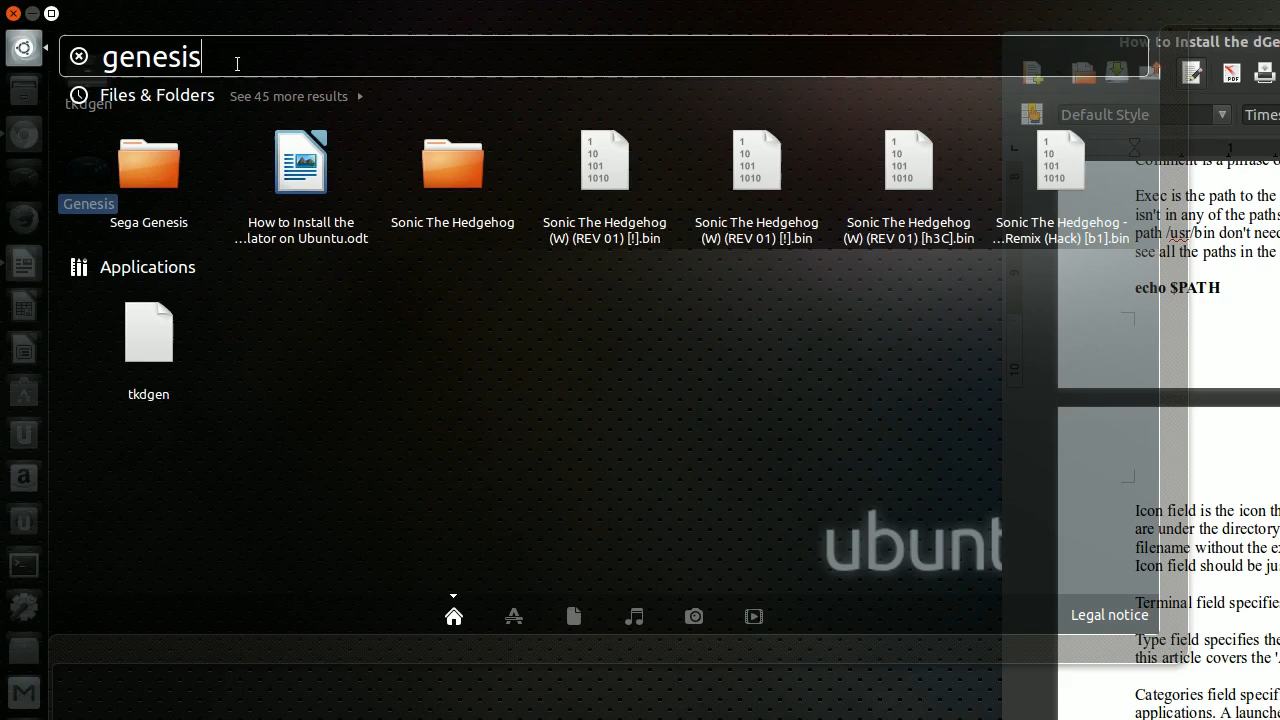 genesis
How to Install the dGe
Files & Folders
See 45 more results
tkdgen
Default Style
Times
1
Genesis
Sega Genesis
How to Install the
...lator on Ubuntu.odt
Sonic The Hedgehog
Sonic The Hedgehog
(W) (REV 01) [!].bin
Sonic The Hedgehog
(W) (REV 01) [!].bin
Sonic The Hedgehog
(W) (REV 01) [h3C].bin
Sonic The Hedgehog -
...Remix (Hack) [b1].bin
Comment is a phrase o
Exec is the path to the
isn't in any of the paths
path /usr/bin don't need
see all the paths in the
echo $PATH
8
9
10
Applications
tkdgen
ubunt
Icon field is the icon th
are under the directory
filename without the e
Icon field should be ju
Terminal field specifie
Legal notice
Type field specifies the
this article covers the '
Categories field specif
applications. A launche